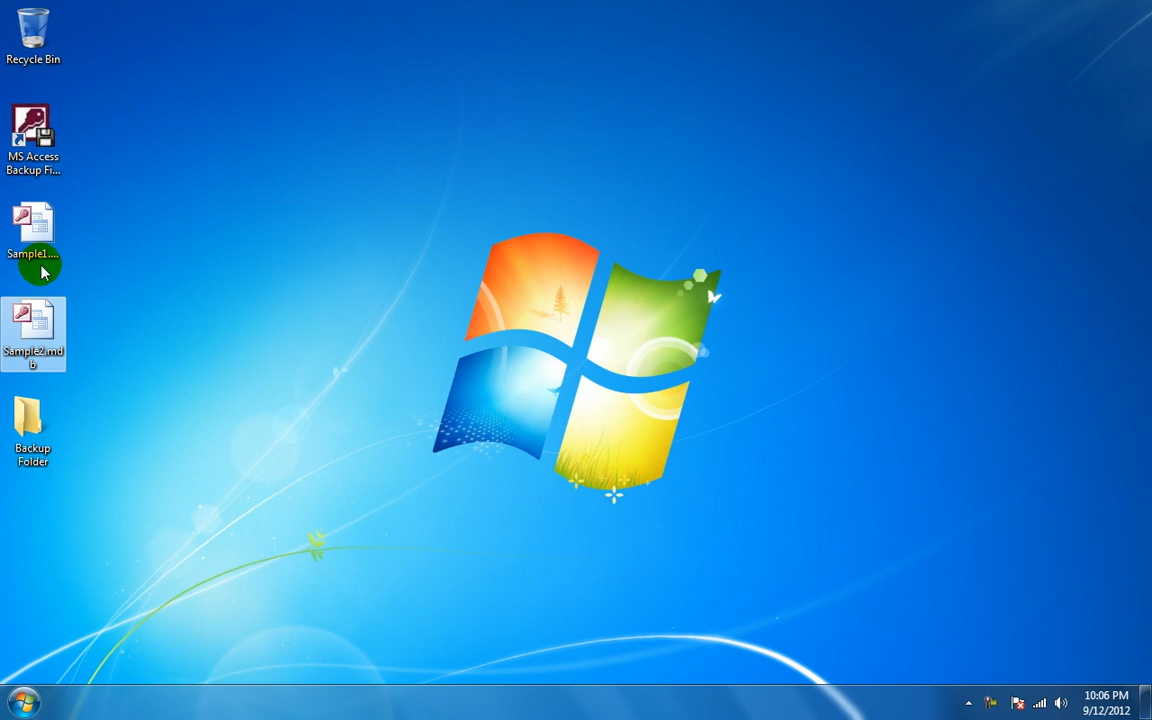 Recycle Bin
MS Access
Backup Fi...
Sample1....
Sample2.md
b
Backup
Folder
10:06 PM
9/12/2012